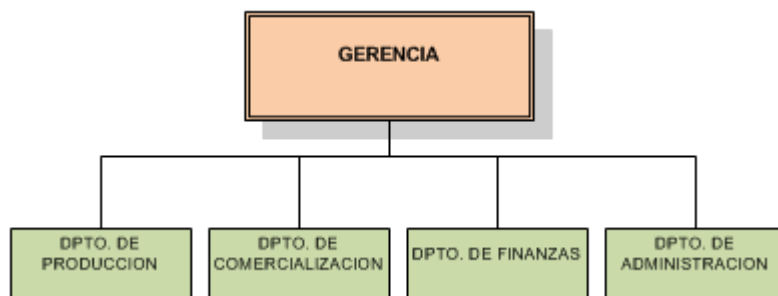 GERENCIA
DPTO. DE
PRODUCCION
DPTO. DE
COMERCIALIZACION
DPTO. DE FINANZAS
DPTO. DE
ADMINISTRACION